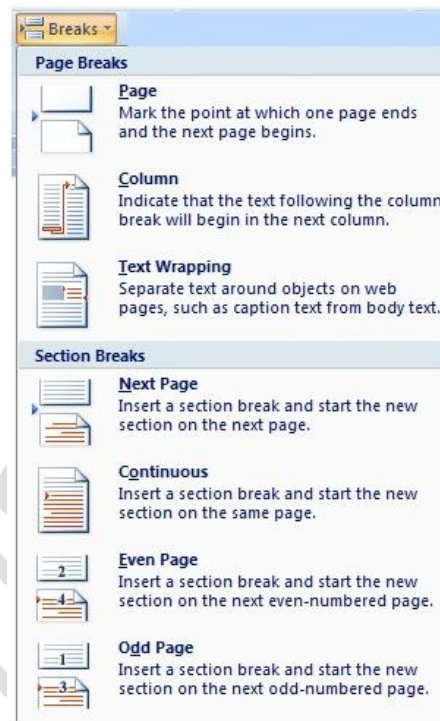 Breaks
Page Breaks
Page
Mark the point at which one page ends
and the next page begins.
Column
Indicate that the text following the column
break will begin in the next column.
Text Wrapping
Separate text around objects on web
pages, such as caption text from body text.
Section Breaks
Next Page
Insert a section break and start the new
section on the next page.
Continuous
Insert a section break and start the new
section on the same page.
2
4
Even Page
Insert a section break and start the new
section on the next even-numbered page.
1
3
Odd Page
Insert a section break and start the new
section on the next odd-numbered page.